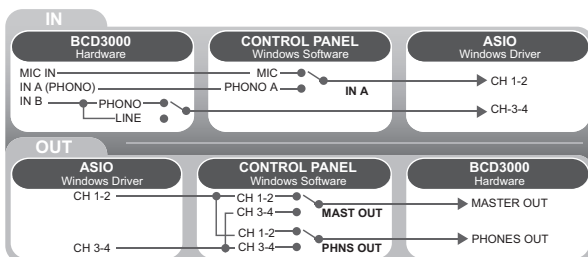 IN
BCD3000
Hardware
CONTROL PANEL
Windows Software
ASIO
Windows Driver
MIC IN
MIC
IN A (PHONO)
PHONO A
IN A
CH 1-2
IN B
PHONO
LINE
CH-3-4
OUT
ASIO
Windows Driver
CONTROL PANEL
Windows Software
BCD3000
Hardware
CH 1-2
CH 1-2
CH 3-4
MAST OUT
MASTER OUT
CH 1-2
CH 3-4
CH 3-4
PHNS OUT
PHONES OUT